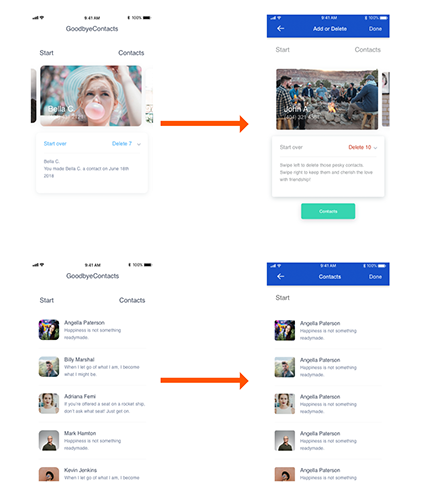 9:41 AM
100%
GoodbyeContacts
Start
Contacts
Bella C.
Start over
Delete 7
Bella C.
You made Bella C. a contact on June 16th
2018
9:41 AM
100%
Add or Delete
Done
Start
Contacts
John A.
Start over
Delete 10
Swipe left to delete those pesky contacts
Swipe right to keep them and cherish the love
with friendship!
Contacts
9:41 AM
100%
GoodbyeContacts
Start
Contacts
Angella Paterson
Happiness is not something
readymade.
Billy Marshal
When I let go of what I am, I become
what I might be.
Adriana Femi
If you're offered a seat on a rocket ship,
don't ask what seat! Just get on
Mark Hamton
Happiness is not something
readymade.
Kevin Jenkins
When I let go of what I am, I become
9:41 AM
100%
Contacts
Done
Start
Angella Paterson
Happiness is not something
readymade.
Angella Paterson
Happiness is not something
readymade.
Angella Paterson
Happiness is not something
readymade.
Angella Paterson
Happiness is not something
readymade.
Angella Paterson
Happiness is not something